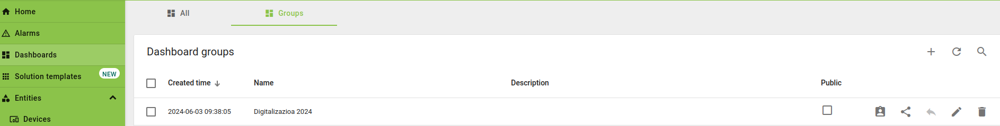 Home
All
Groups
Alarms
Dashboards
Dashboard groups
Solution templates
NEW
Created time
Name
Description
Public
Entities
2024-06-03 09:38:05
Digitalizazioa 2024
Devices